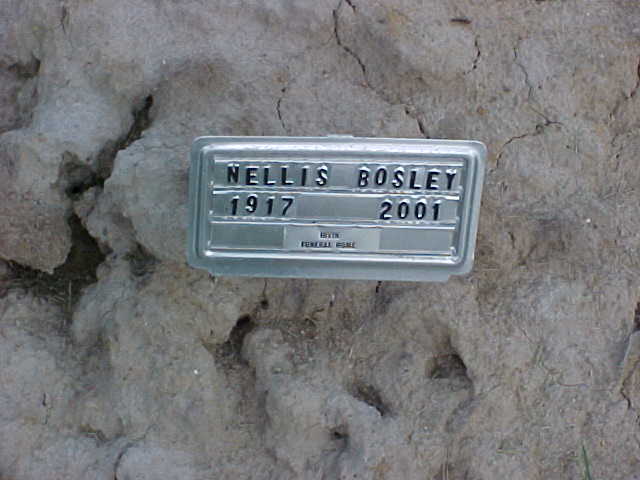 NELLIS BOSLEY
1917 2001
FUNERAL HOME